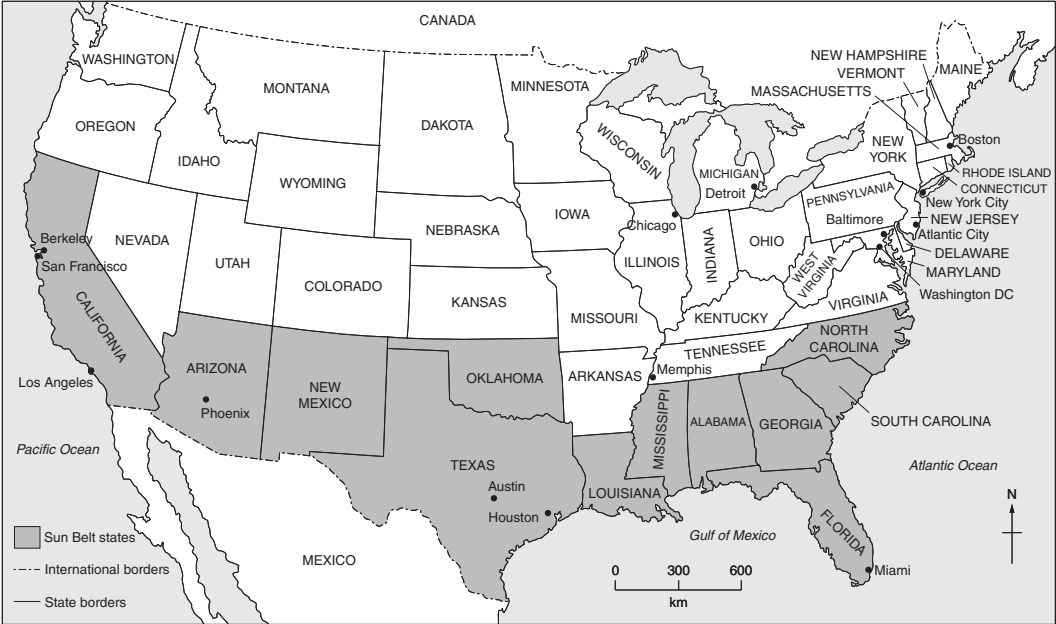 CANADA
WASHINGTON
MONTANA
DAKOTA
MINNESOTA
NEW HAMPSHIRE
VERMONT
MASSACHUSETTS
MAINE
OREGON
IDAHO
WYOMING
WISCONSIN
MICHIGAN
Detroit
NEW
YORK
Boston
RHODE ISLAND
CONNECTICUT
New York City
NEW JERSEY
Atlantic City
DELAWARE
MARYLAND
Washington DC
PENNSYLVANIA
Baltimore
IOWA
NEBRASKA
Chicago
ILLINOIS
INDIANA
OHIO
WEST
VIRGINIA
VIRGINIA
Berkeley
San Francisco
NEVADA
UTAH
COLORADO
KANSAS
MISSOURI
KENTUCKY
CALIFORNIA
Los Angeles
ARIZONA
Phoenix
NEW
MEXICO
OKLAHOMA
ARKANSAS
TENNESSEE
Memphis
NORTH
CAROLINA
SOUTH CAROLINA
MISSISSIPPI
ALABAMA
GEORGIA
Pacific Ocean
Atlantic Ocean
TEXAS
Austin
Houston
LOUISIANA
FLORIDA
Miami
Gulf of Mexico
MEXICO
N
Sun Belt states
International borders
State borders
0 300 600
km